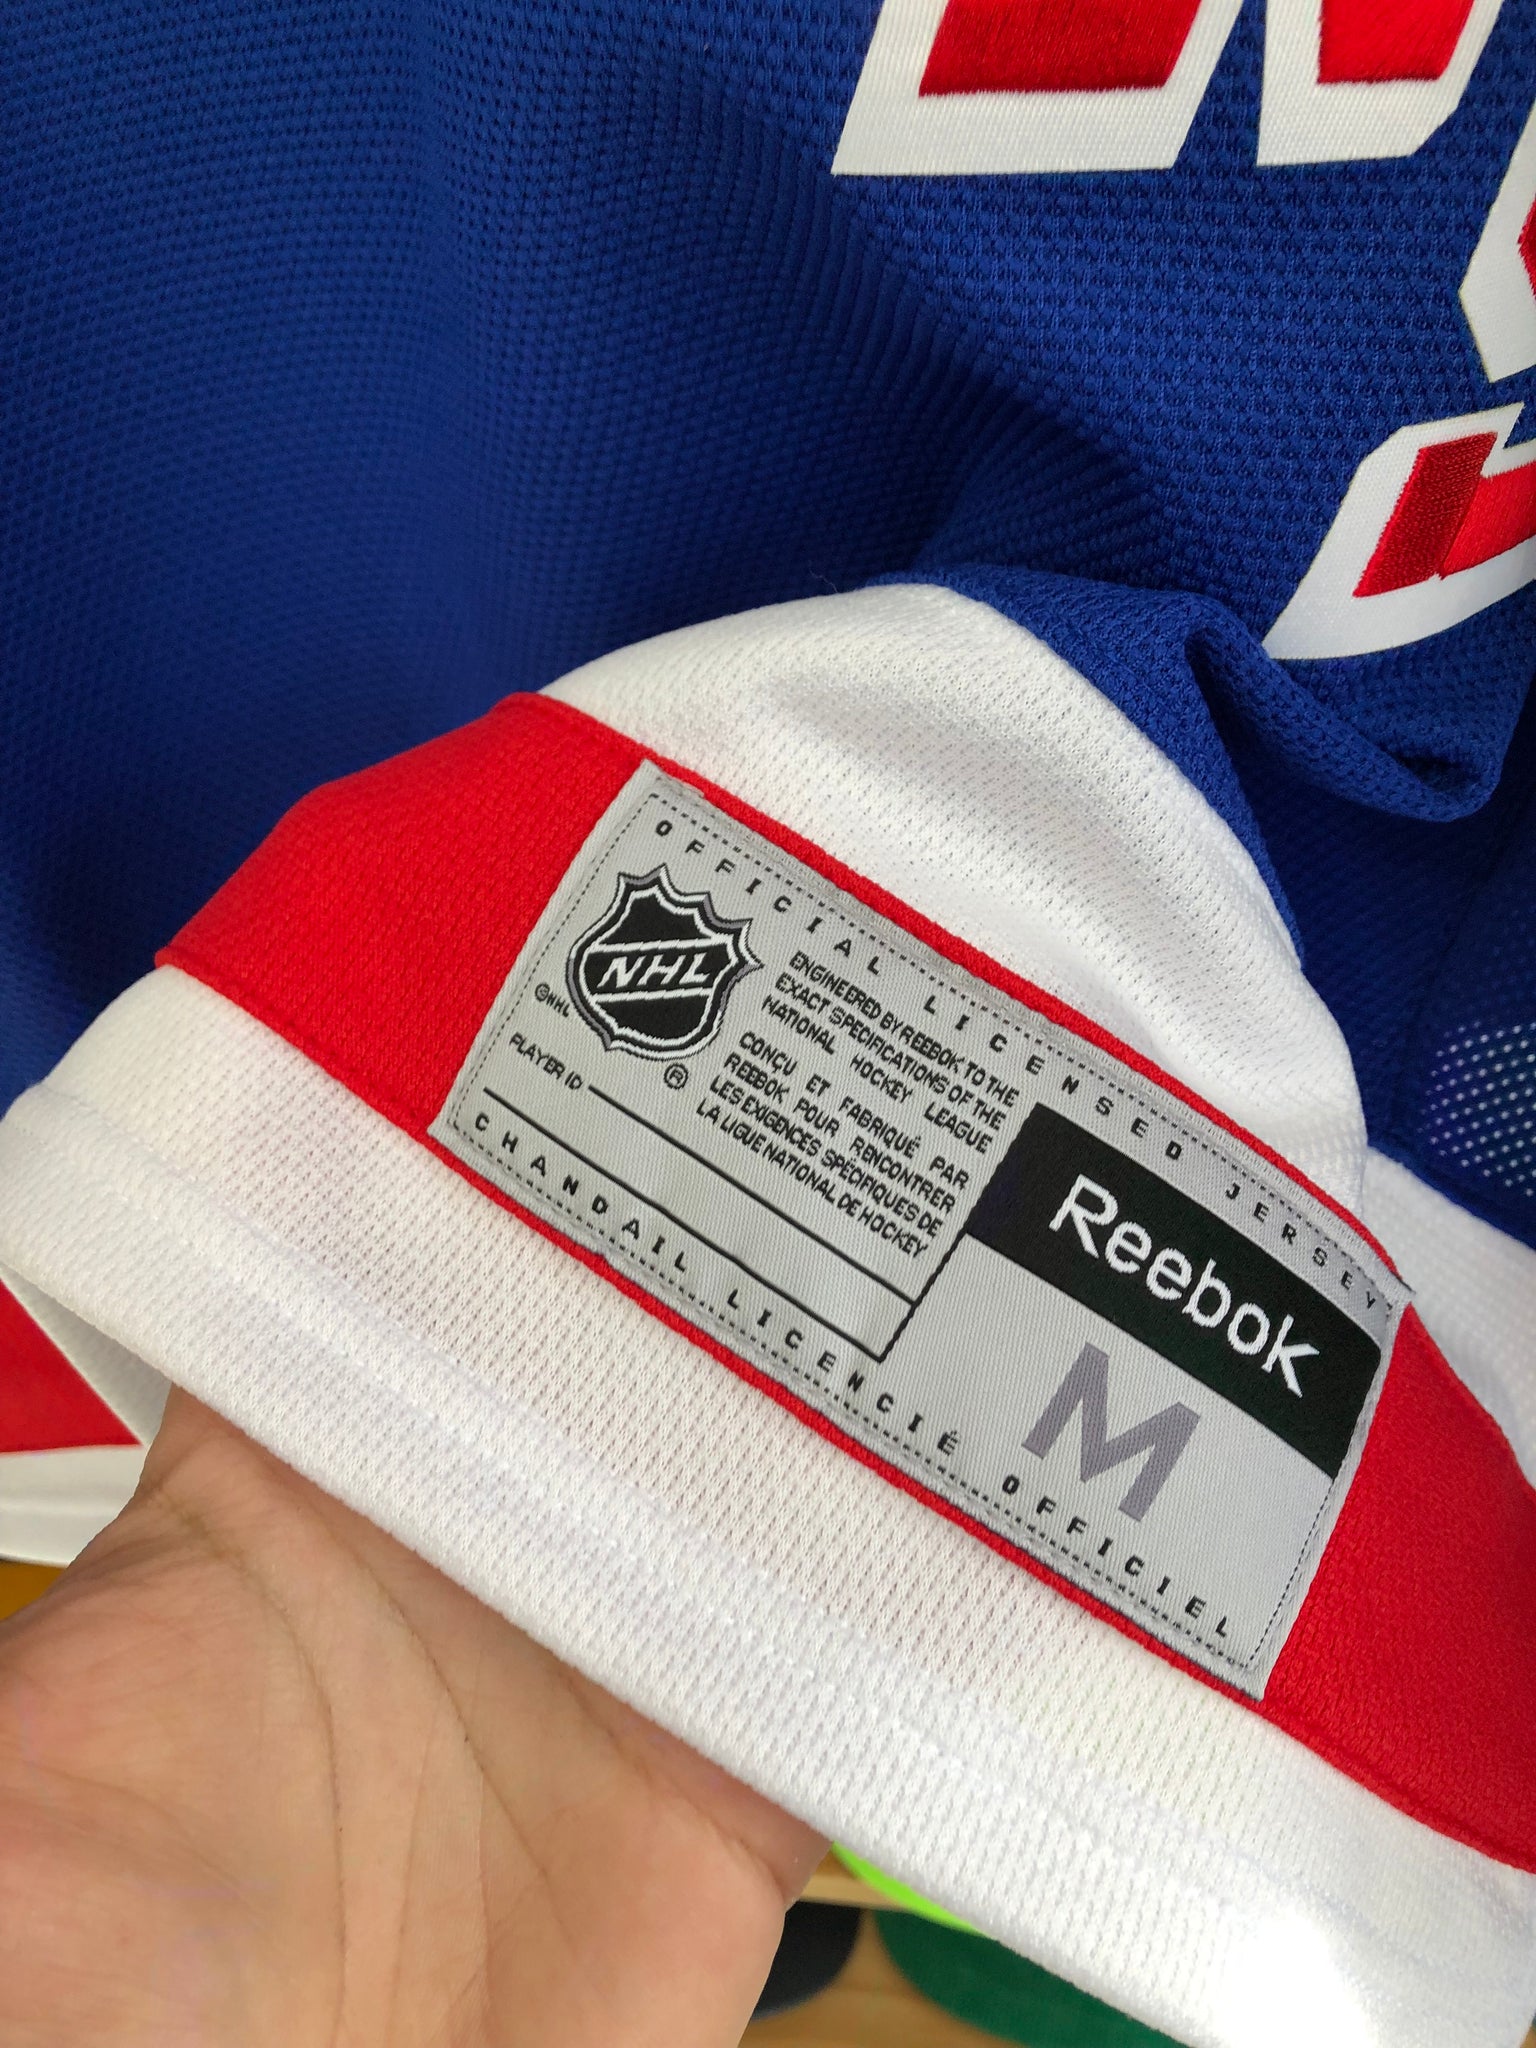 OFFICIAL LICENSED JERSEY
NHL
©NHL
®
ENGINEERED BY REEBOK TO THE
EXACT SPECIFICATIONS OF THE
NATIONAL HOCKEY LEAGUE
CONÇU ET FABRIQUÉ PAR
REEBOK POUR RENCONTRER
LES EXIGENCES SPÉCIFIQUES DE
LA LIGUE NATIONAL DE HOCKEY
PLAYER ID
Reebok
M
CHANDAIL LICENCIÉ OFFICIEL